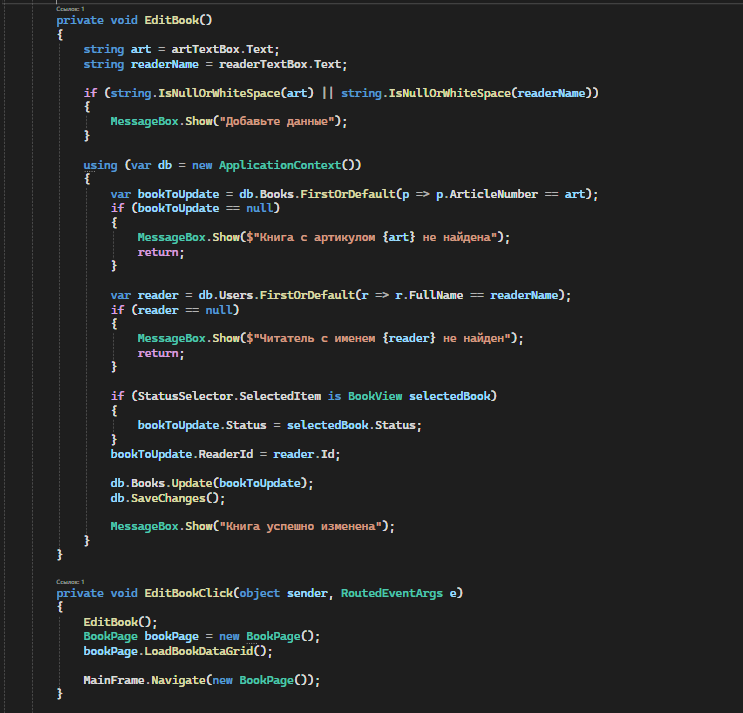 Ссылок: 1
private void EditBook()
{
string art = artTextBox.Text;
string readerName = readerTextBox.Text;
if (string.IsNullOrWhiteSpace(art) || string.IsNullOrWhiteSpace(readerName))
{
MessageBox.Show("Добавьте данные");
}
using (var db = new ApplicationContext())
{
var bookToUpdate = db.Books.FirstOrDefault(p => p.ArticleNumber == art);
if (bookToUpdate == null)
{
MessageBox.Show($"Книга с артикулом {art} не найдена");
return;
}
var reader = db.Users.FirstOrDefault(r => r.FullName == readerName);
if (reader == null)
{
MessageBox.Show($"Читатель с именем {reader} не найден");
return;
}
if (StatusSelector.SelectedItem is BookView selectedBook)
{
bookToUpdate.Status = selectedBook.Status;
}
bookToUpdate.ReaderId = reader.Id;
db.Books.Update(bookToUpdate);
db.SaveChanges();
MessageBox.Show("Книга успешно изменена");
}
}
Ссылок: 1
private void EditBookClick(object sender, RoutedEventArgs e)
{
EditBook();
BookPage bookPage = new BookPage();
bookPage.LoadBookDataGrid();
MainFrame.Navigate(new BookPage());
}